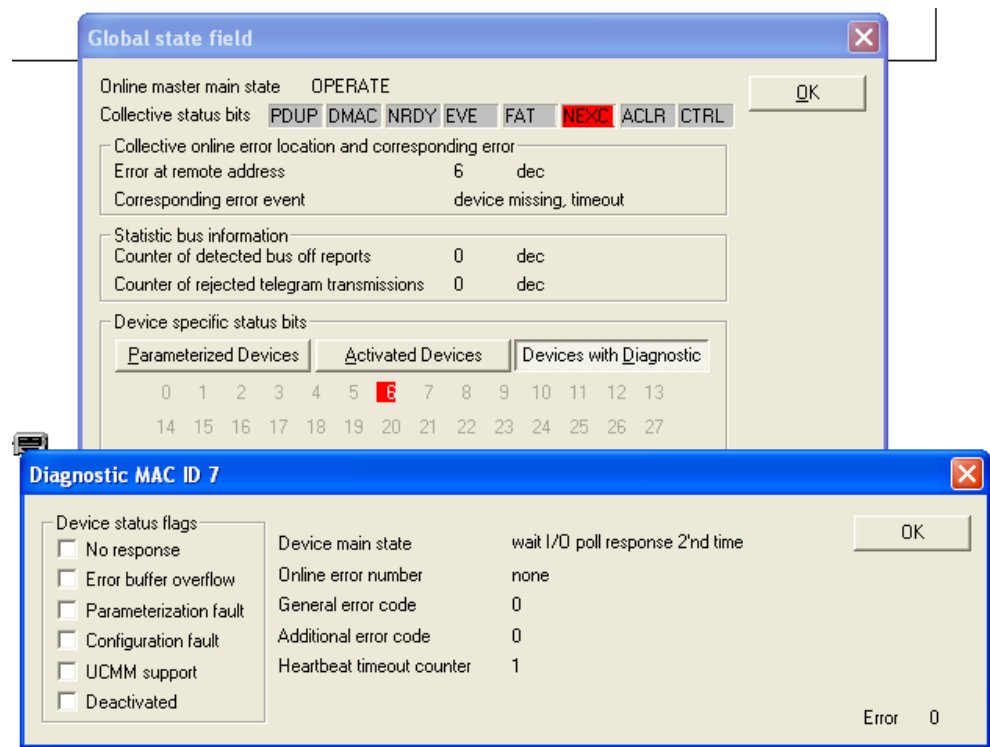 Global state field
Online master main state OPERATE
OK
Collective status bits PDUP DMAC NRDY EVE FAT NEXC ACLR CTRL
Collective online error location and corresponding error
Error at remote address 6 dec
Corresponding error event device missing, timeout
Statistic bus information
Counter of detected bus off reports 0 dec
Counter of rejected telegram transmissions 0 dec
Device specific status bits
Parameterized Devices Activated Devices Devices with Diagnostic
0 1 2 3 4 5 6 7 8 9 10 11 12 13
14 15 16 17 18 19 20 21 22 23 24 25 26 27
Diagnostic MAC ID 7
Device status flags
No response
Error buffer overflow
Parameterization fault
Configuration fault
UCMM support
Deactivated
Device main state wait I/O poll response 2'nd time
Online error number none
General error code 0
Additional error code 0
Heartbeat timeout counter 1
OK
Error 0